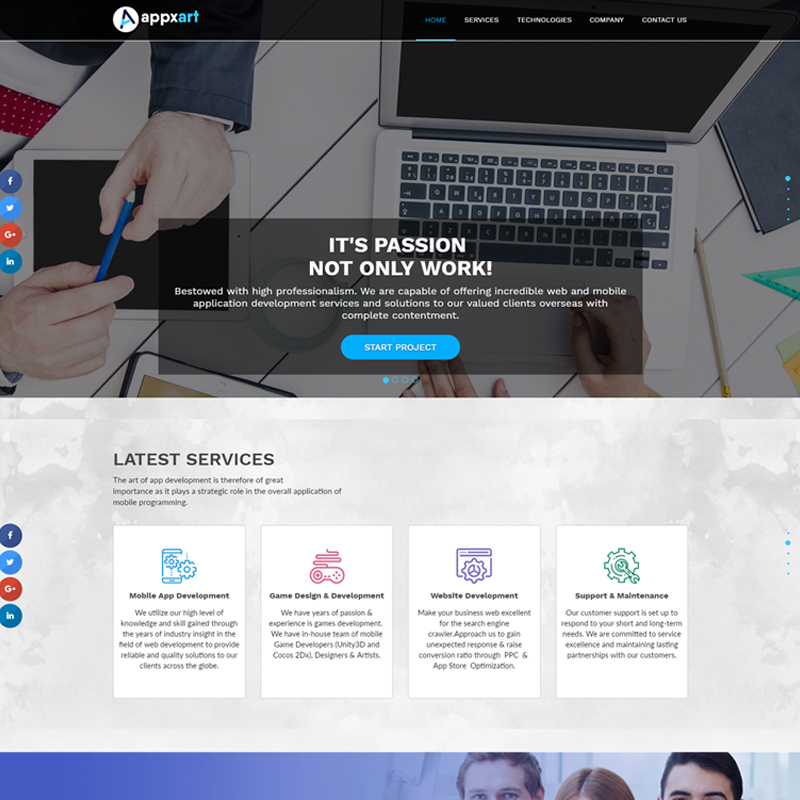 appxart
HOME SERVICES TECHNOLOGIES COMPANY CONTACT US
IT'S PASSION
NOT ONLY WORK!
Bestowed with high professionalism. We are capable of offering incredible web and mobile
application development services and solutions to our valued clients overseas with
complete contentment.
START PROJECT
LATEST SERVICES
The art of app development is therefore of great
importance as it plays a strategic role in the overall application of
mobile programming.
Mobile App Development
We utilize our high level of
knowledge and skill gained through
the years of industry insight in the
field of web development to provide
reliable and quality solutions to our
clients across the globe.
Game Design & Development
We have years of passion &
experience is games development.
We have in-house team of mobile
Game Developers (Unity3D and
Cocos 2Dx), Designers & Artists.
Website Development
Make your business web excellent
for the search engine
crawler.Approach us to gain
unexpected response & raise
conversion ratio through PPC &
App Store Optimization.
Support & Maintenance
Our customer support is set up to
respond to your short and long-term
needs. We are committed to service
excellence and maintaining lasting
partnerships with our customers.